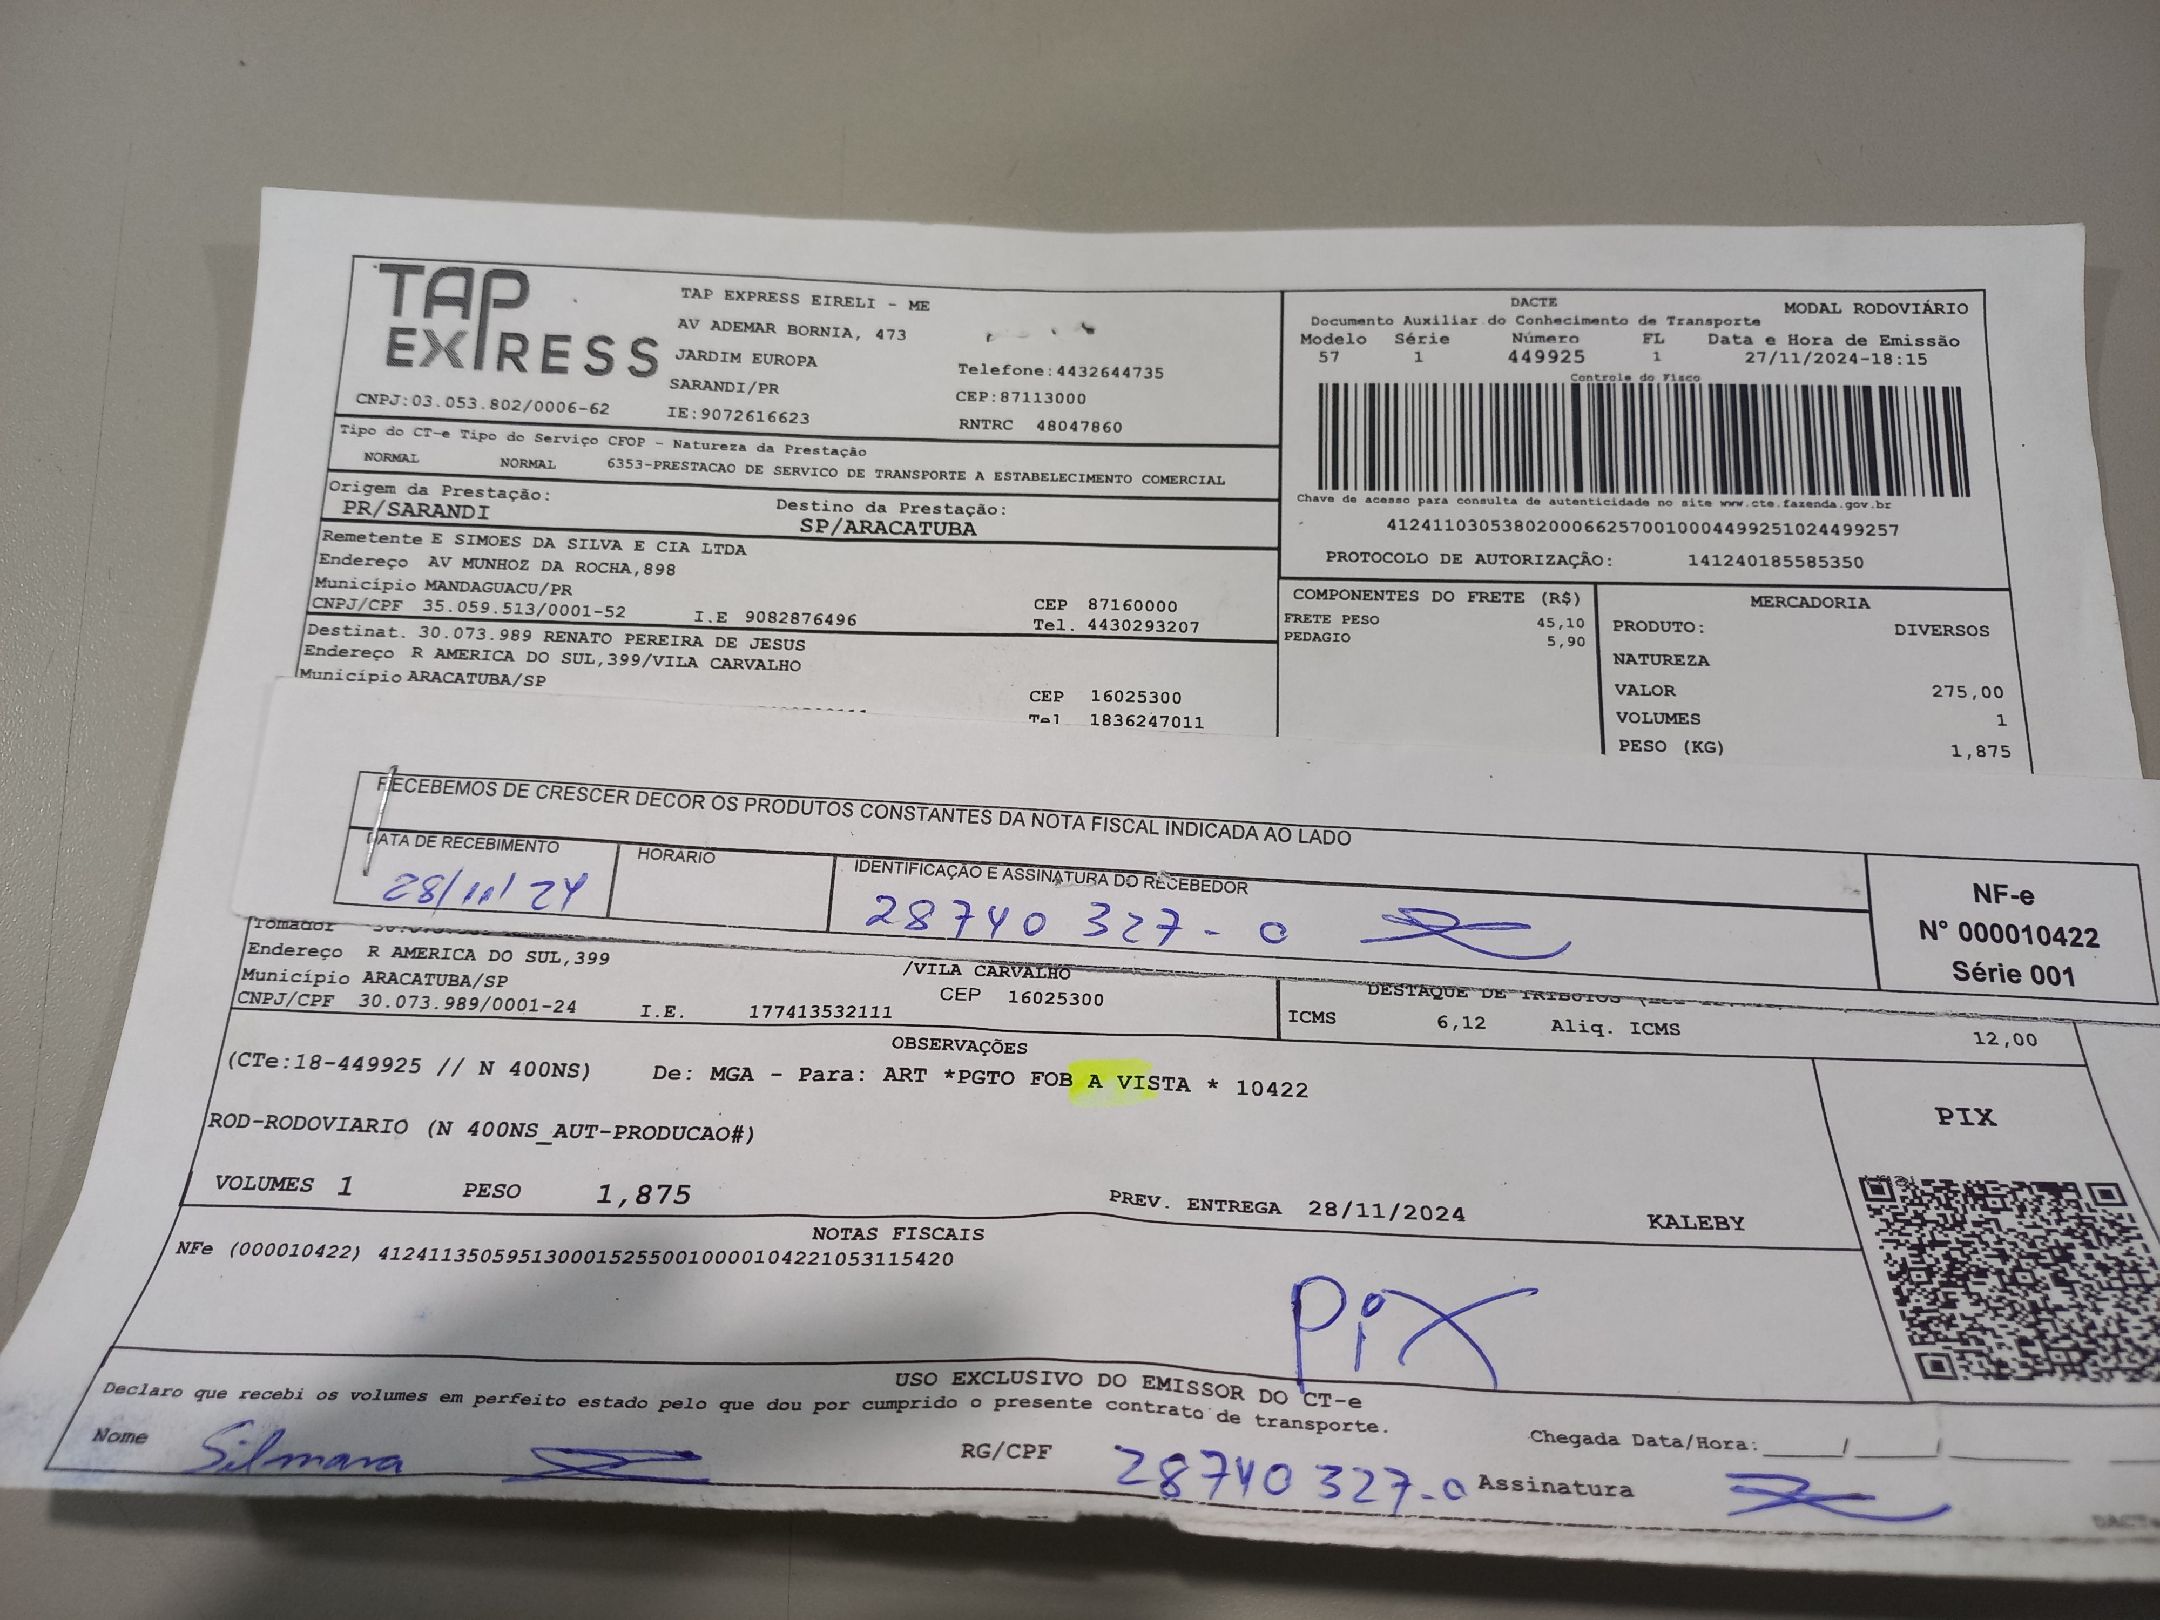 TAP
EXPRESS
CNPJ:03.053.802/0006-62
TAP EXPRESS EIRELI - ME
AV ADEMAR BORNIA, 473
JARDIM EUROPA
SARANDI/PR
IE:9072616623
Telefone:4432644735
CEP:87113000
RNTRC 48047860
DACTE
MODAL RODOVIÁRIO
Documento Auxiliar do Conhecimento de Transporte
Modelo Série Número FL Data e Hora de Emissão
57 1 449925 1 27/11/2024-18:15
Controle do Fisco
Chave de acesso para consulta de autenticidade no site www.cte.fazenda.gov.br
41241103053802000662570010004499251024499257
PROTOCOLO DE AUTORIZAÇÃO: 141240185585350
Tipo do CT-e Tipo do Serviço CFOP - Natureza da Prestação
NORMAL NORMAL 6353-PRESTACAO DE SERVICO DE TRANSPORTE A ESTABELECIMENTO COMERCIAL
Origem da Prestação: Destino da Prestação:
PR/SARANDI SP/ARACATUBA
Remetente E SIMOES DA SILVA E CIA LTDA
Endereço AV MUNHOZ DA ROCHA,898
Município MANDAGUACU/PR CEP 87160000
CNPJ/CPF 35.059.513/0001-52 I.E 9082876496 Tel. 4430293207
Destinat. 30.073.989 RENATO PEREIRA DE JESUS
Endereço R AMERICA DO SUL,399/VILA CARVALHO
Município ARACATUBA/SP CEP 16025300
Tel 1836247011
COMPONENTES DO FRETE (R$)
FRETE PESO 45,10
PEDAGIO 5,90
MERCADORIA
PRODUTO: DIVERSOS
NATUREZA
VALOR 275,00
VOLUMES 1
PESO (KG) 1,875
RECEBEMOS DE CRESCER DECOR OS PRODUTOS CONSTANTES DA NOTA FISCAL INDICADA AO LADO
DATA DE RECEBIMENTO HORÁRIO IDENTIFICAÇÃO E ASSINATURA DO RECEBEDOR
28/11/24 28740 327-0
NF-e
N° 000010422
Série 001
Tomador
Endereço R AMERICA DO SUL,399 /VILA CARVALHO
Município ARACATUBA/SP CEP 16025300
CNPJ/CPF 30.073.989/0001-24 I.E. 177413532111
DESTAQUE DE TRIBUTOS
ICMS 6,12 Aliq. ICMS 12,00
OBSERVAÇÕES
(CTe:18-449925 // N 400NS) De: MGA - Para: ART *PGTO FOB A VISTA * 10422
ROD-RODOVIARIO (N 400NS_AUT-PRODUCAO#)
PIX
VOLUMES 1 PESO 1,875 PREV. ENTREGA 28/11/2024 KALEBY
NOTAS FISCAIS
NFe (000010422) 41241135059513000152550010000104221053115420
Pix
USO EXCLUSIVO DO EMISSOR DO CT-e
Declaro que recebi os volumes em perfeito estado pelo que dou por cumprido o presente contrato de transporte.
Chegada Data/Hora:____/____/____
Nome Silmara RG/CPF 28740 327-0 Assinatura